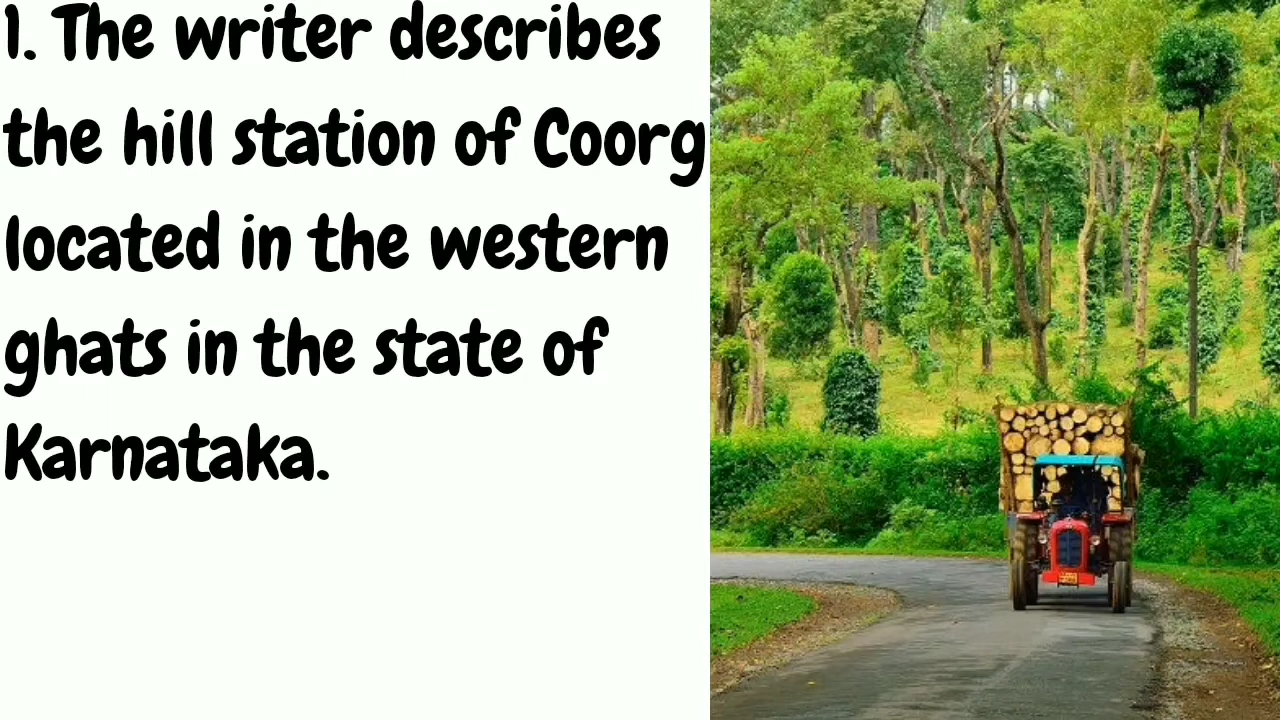 1. The writer describes
the hill station of Coorg
located in the western
ghats in the state of
Karnataka.